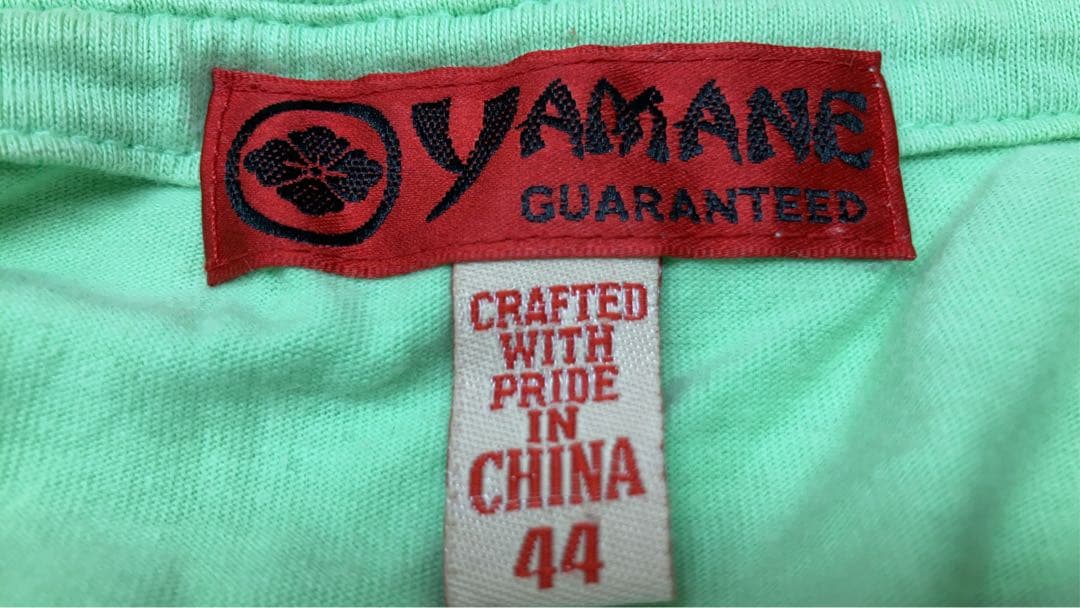 YAMANE
GUARANTEED
CRAFTED
WITH
PRIDE
IN
CHINA
44